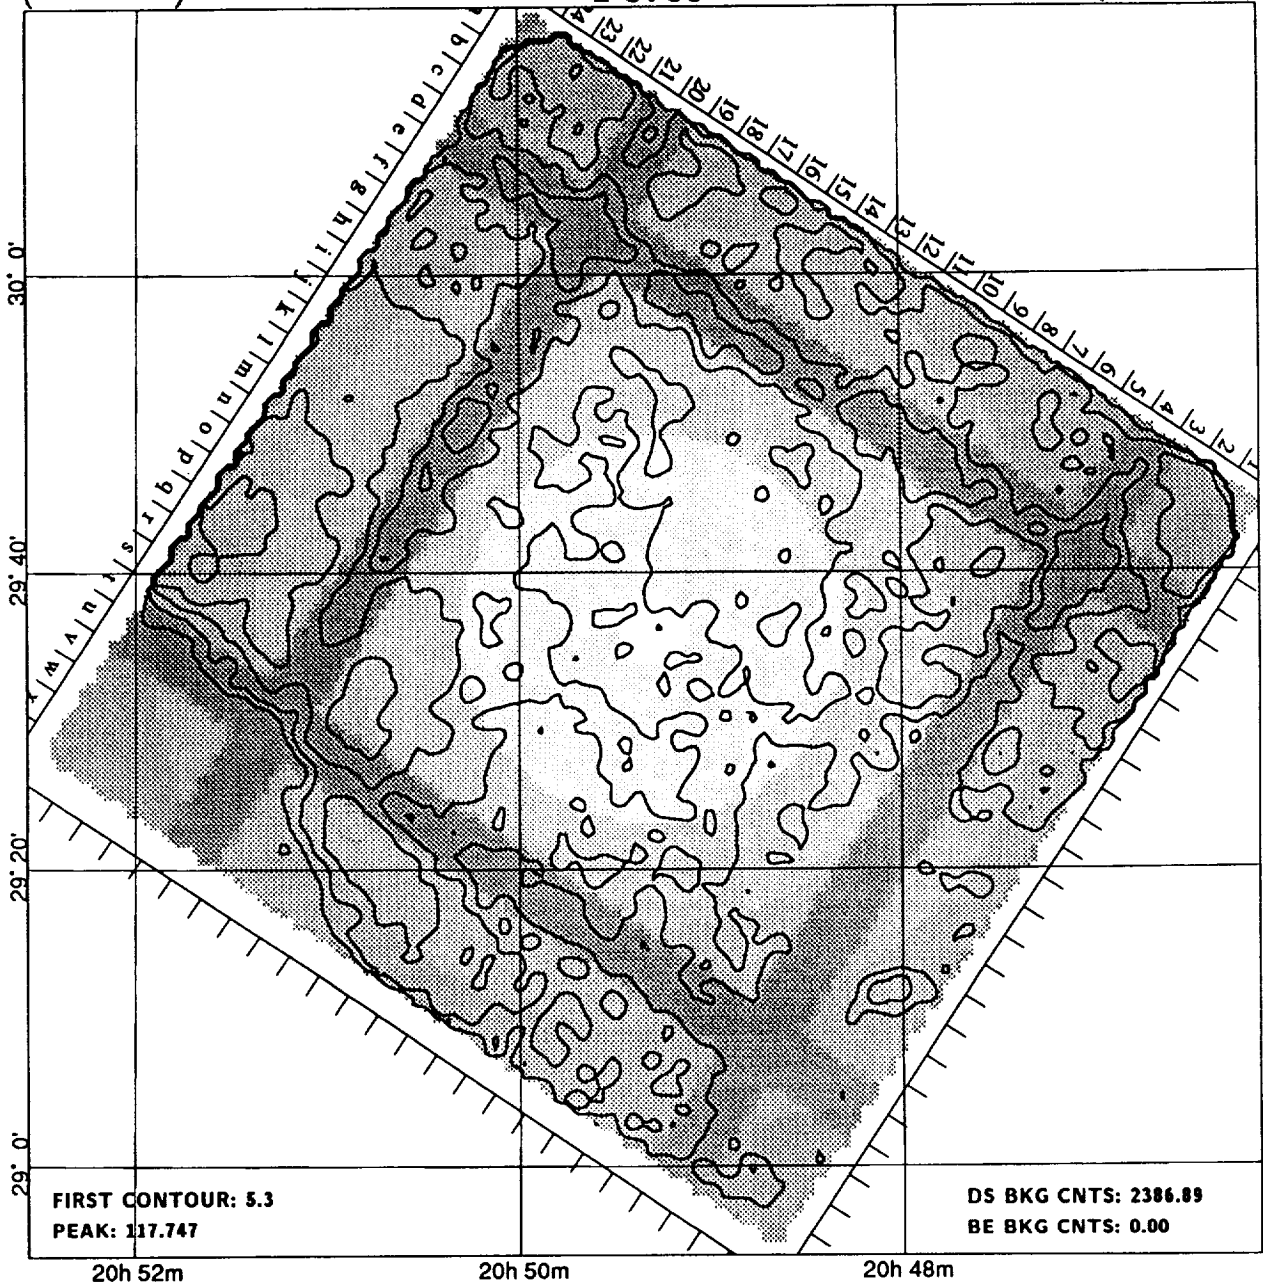 b c d e f g h i j k l m n o p q r s t u v w x
24 23 22 21 20 19 18 17 16 15 14 13 12 11 10 9 8 7 6 5 4 3 2 1
30° 0'
29° 40'
29° 20'
29° 0'
FIRST CONTOUR: 5.3
PEAK: 117.747
DS BKG CNTS: 2386.89
BE BKG CNTS: 0.00
20h 52m
20h 50m
20h 48m